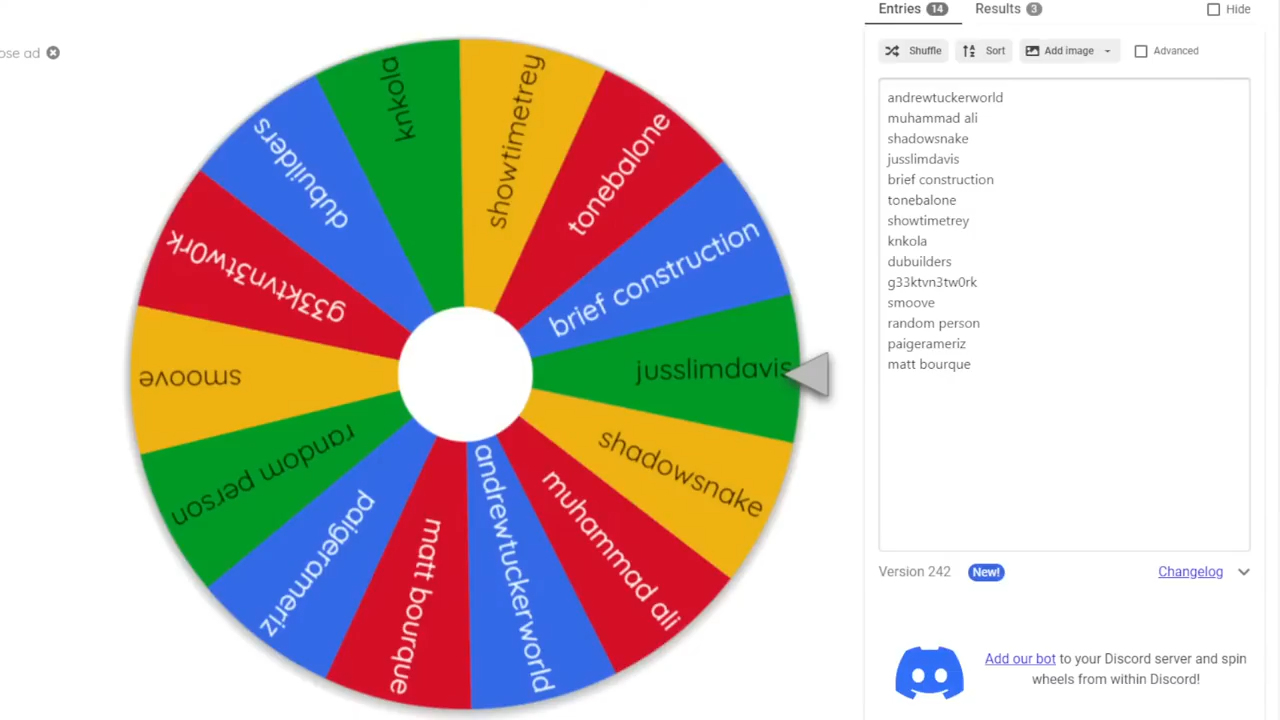 Entries 14 Results 3 Hide
ose ad
Shuffle Sort Add image Advanced
andrewtuckerworld
muhammad ali
shadowsnake
jusslimdavis
brief construction
tonebalone
showtimetrey
knkola
dubuilders
g33ktvn3tw0rk
smoove
random person
paigerameriz
matt bourque
knkola
showtimetrey
tonebalone
brief construction
jusslimdavis
shadowsnake
muhammad ali
andrewtuckerworld
matt bourque
paigerameriz
random person
smoove
g33ktvn3tw0rk
dubuilders
Version 242 New! Changelog
Add our bot to your Discord server and spin
wheels from within Discord!